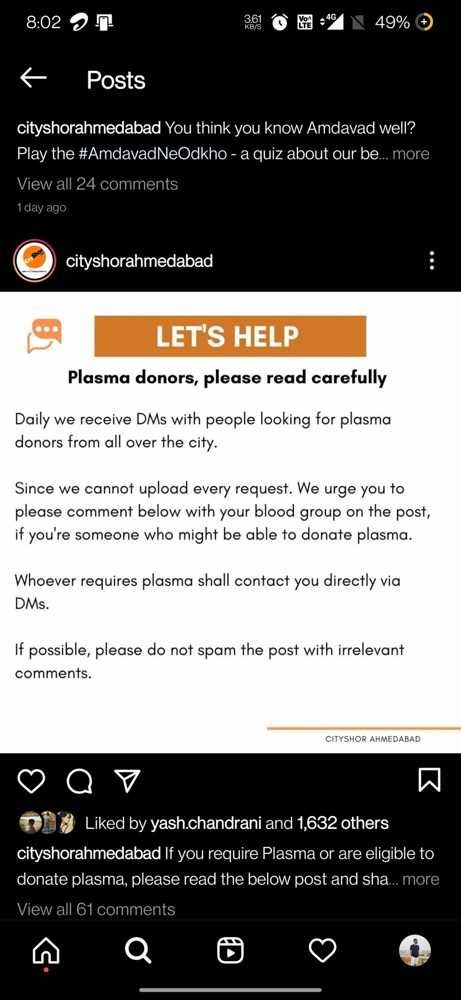 8:02
3.61
KB/S
Vo))
LTE
4G
49%
Posts
cityshorahmedabad You think you know Amdavad well?
Play the #AmdavadNeOdkho - a quiz about our be... more
View all 24 comments
1 day ago
CityShor
cityshorahmedabad
LET'S HELP
Plasma donors, please read carefully
Daily we receive DMs with people looking for plasma
donors from all over the city.
Since we cannot upload every request. We urge you to
please comment below with your blood group on the post,
if you're someone who might be able to donate plasma.
Whoever requires plasma shall contact you directly via
DMs.
If possible, please do not spam the post with irrelevant
comments.
CITYSHOR AHMEDABAD
Liked by yash.chandrani and 1,632 others
cityshorahmedabad If you require Plasma or are eligible to
donate plasma, please read the below post and sha... more
View all 61 comments